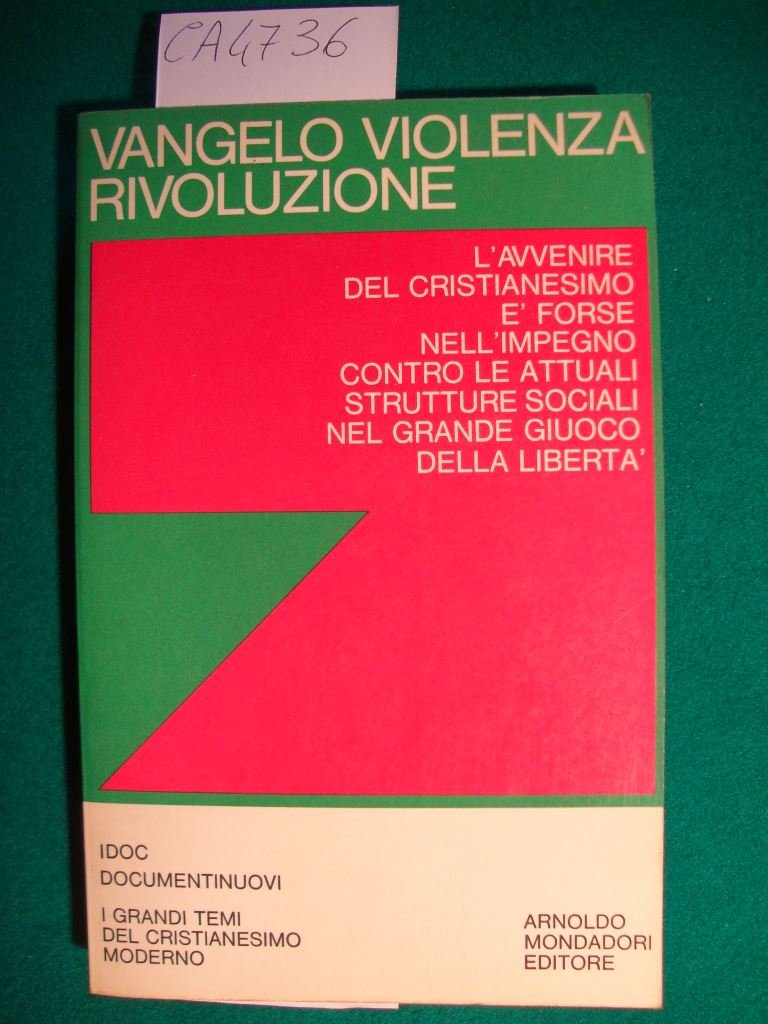 CA4736
VANGELO VIOLENZA
RIVOLUZIONE
L'AVVENIRE
DEL CRISTIANESIMO
E' FORSE
NELL'IMPEGNO
CONTRO LE ATTUALI
STRUTTURE SOCIALI
NEL GRANDE GIUOCO
DELLA LIBERTA'
IDOC
DOCUMENTINUOVI
I GRANDI TEMI
DEL CRISTIANESIMO
MODERNO
ARNOLDO
MONDADORI
EDITORE